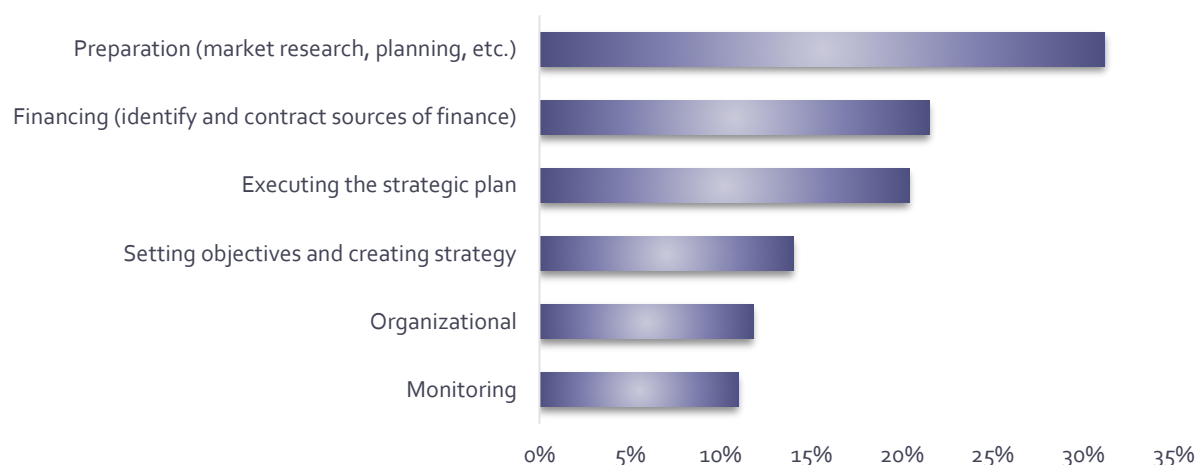 Preparation (market research, planning, etc.)
Financing (identify and contract sources of finance)
Executing the strategic plan
Setting objectives and creating strategy
Organizational
Monitoring
0% 5% 10% 15% 20% 25% 30% 35%